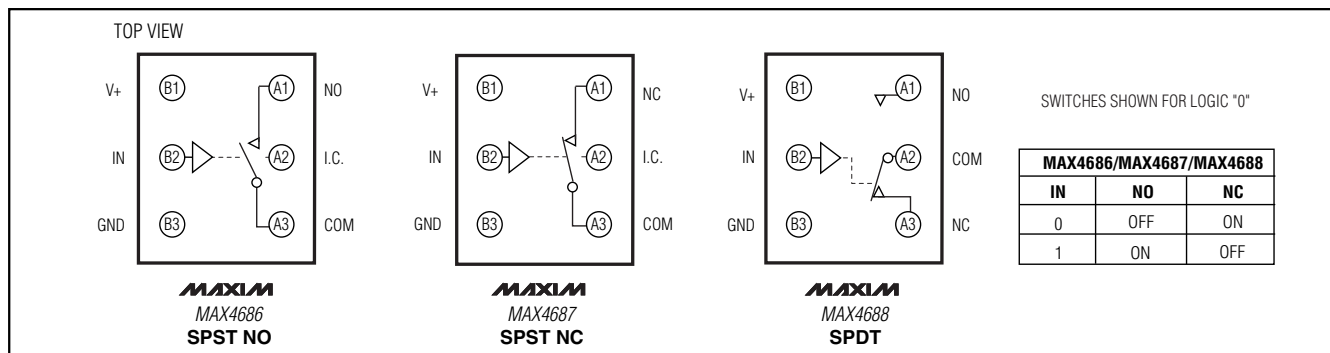 TOP VIEW
V+ B1 A1 NO
IN B2 A2 I.C.
GND B3 A3 COM
MAXIM
MAX4686
SPST NO
V+ B1 A1 NC
IN B2 A2 I.C.
GND B3 A3 COM
MAXIM
MAX4687
SPST NC
V+ B1 A1 NO
IN B2 A2 COM
GND B3 A3 NC
MAXIM
MAX4688
SPDT
SWITCHES SHOWN FOR LOGIC "0"
MAX4686/MAX4687/MAX4688
IN NO NC
0 OFF ON
1 ON OFF